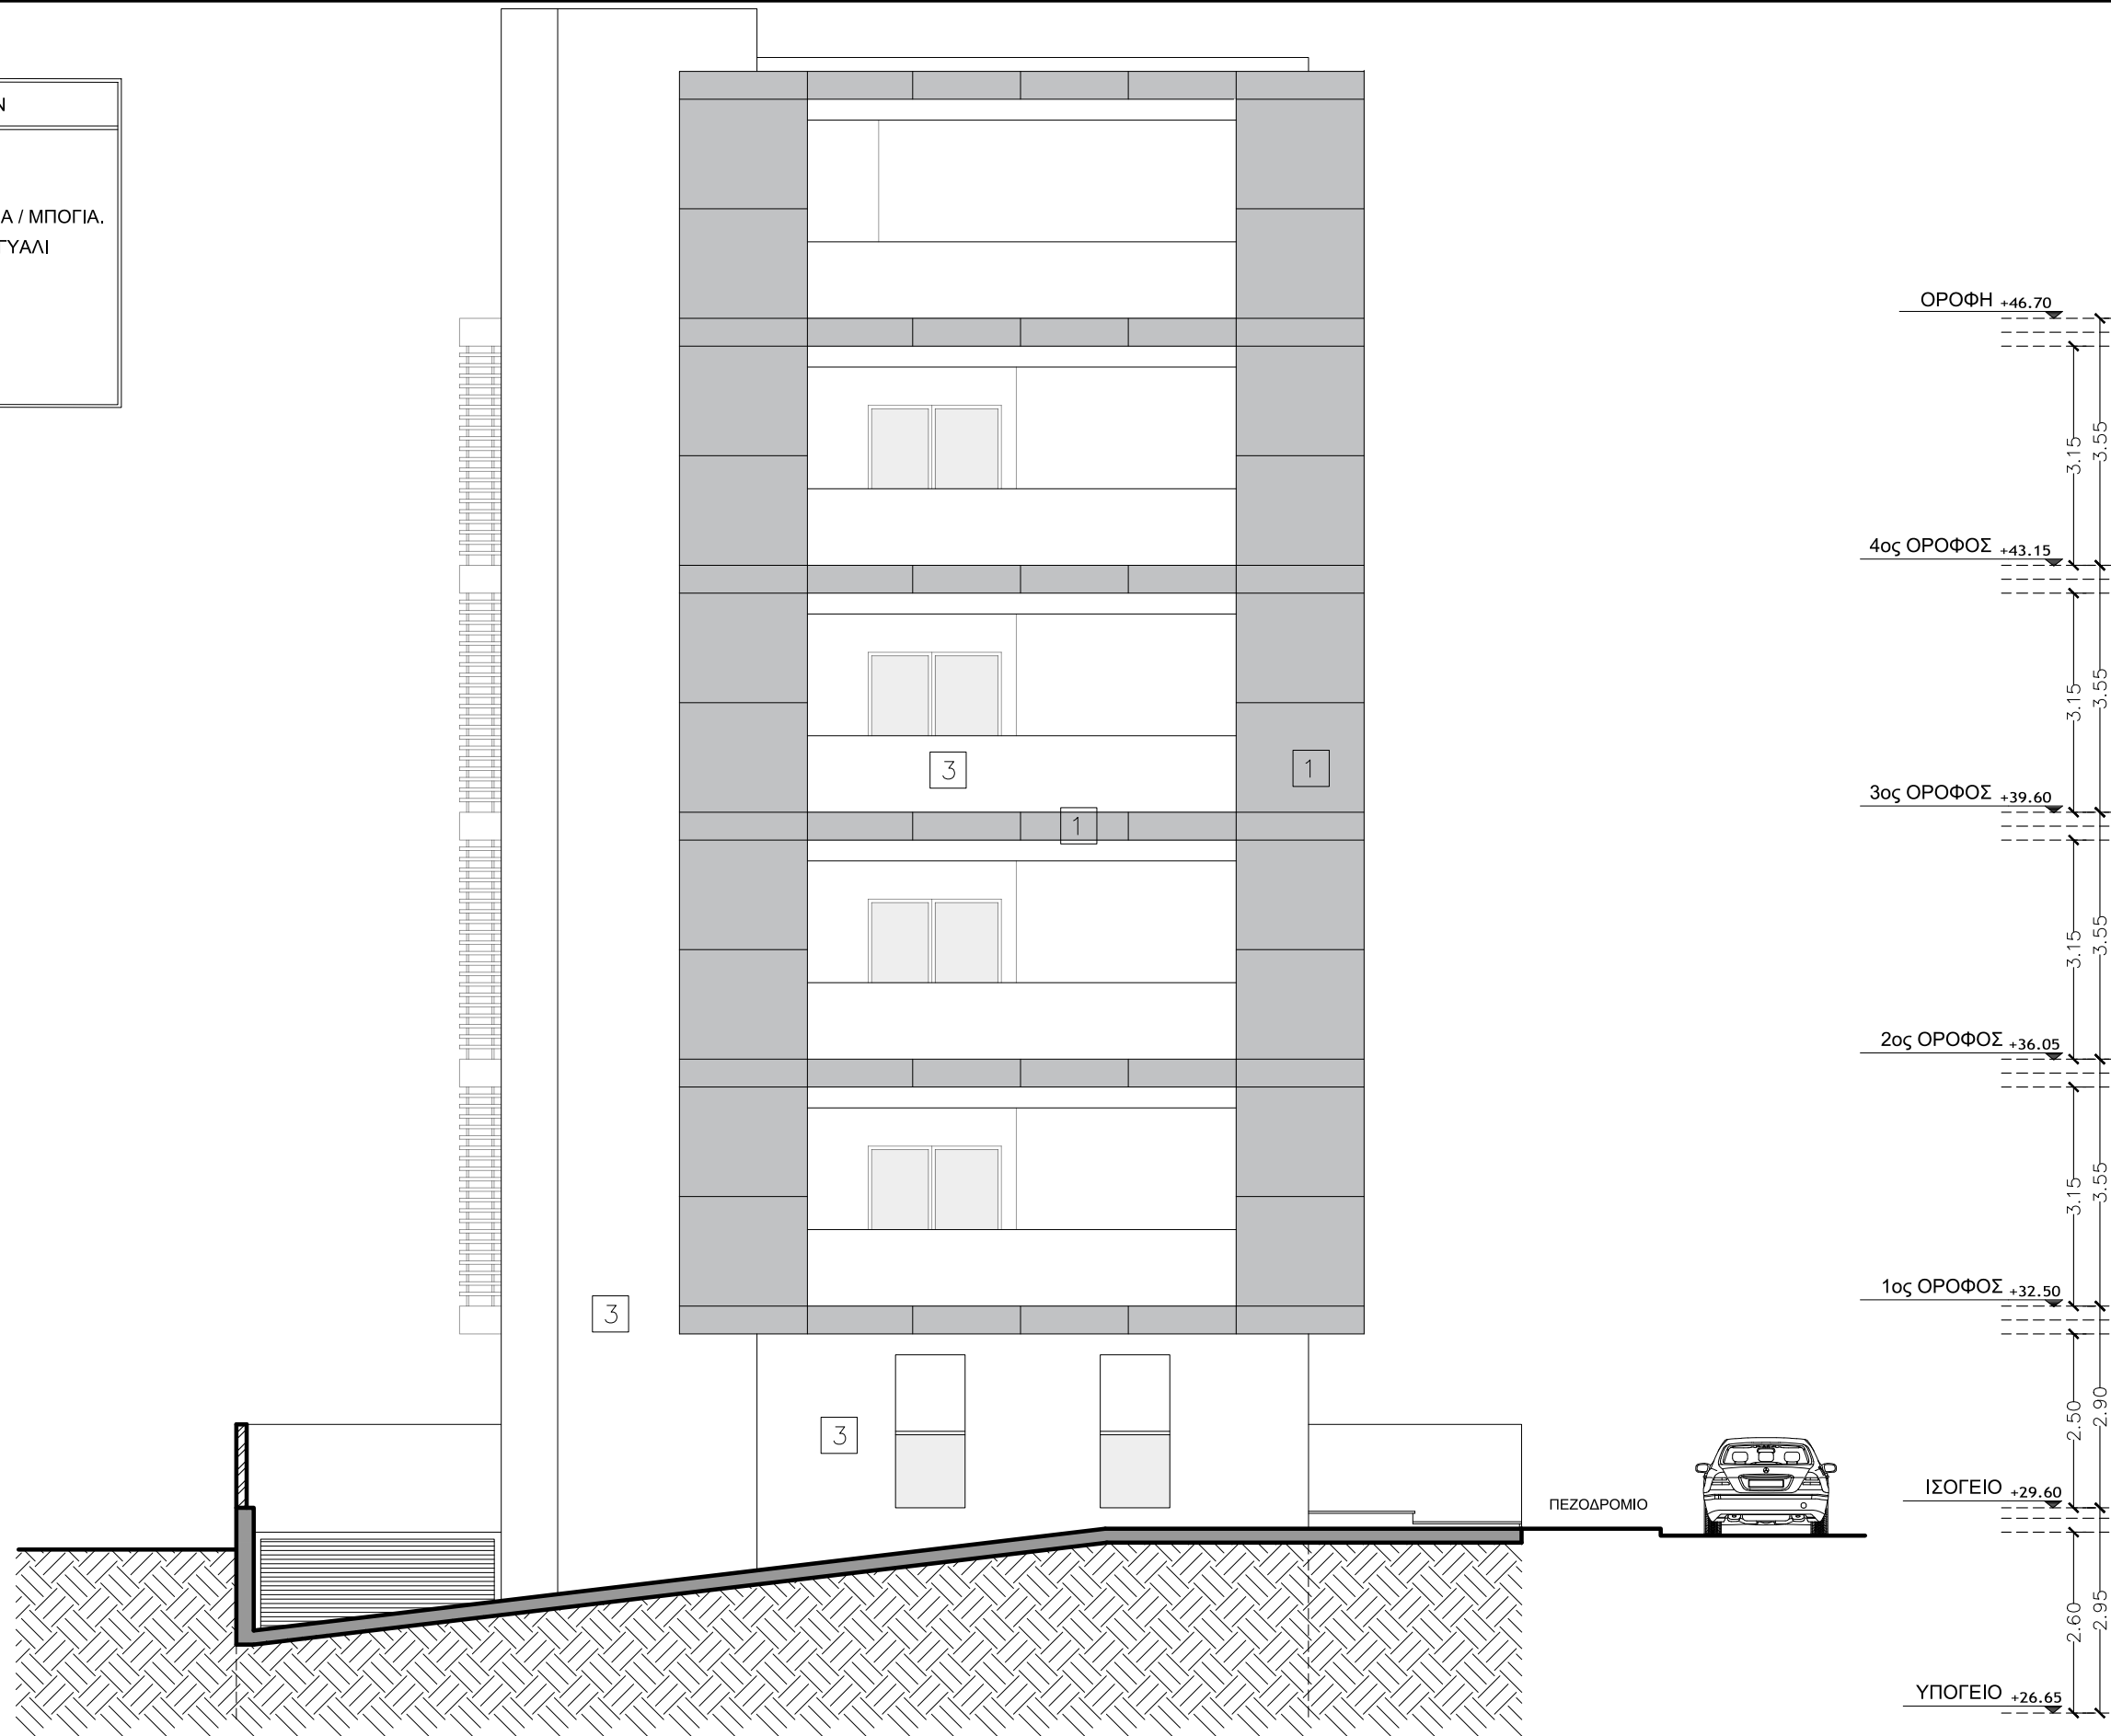 Ν
Α / ΜΠΟΓΙΑ.
ΓΥΑΛΙ
ΟΡΟΦΗ +46.70
3.15
3.55
4ος ΟΡΟΦΟΣ +43.15
3.15
3.55
3
1
3ος ΟΡΟΦΟΣ +39.60
1
3.15
3.55
2ος ΟΡΟΦΟΣ +36.05
3.15
3.55
1ος ΟΡΟΦΟΣ +32.50
3
2.50
2.90
3
ΙΣΟΓΕΙΟ +29.60
ΠΕΖΟΔΡΟΜΙΟ
2.60
2.95
ΥΠΟΓΕΙΟ +26.65